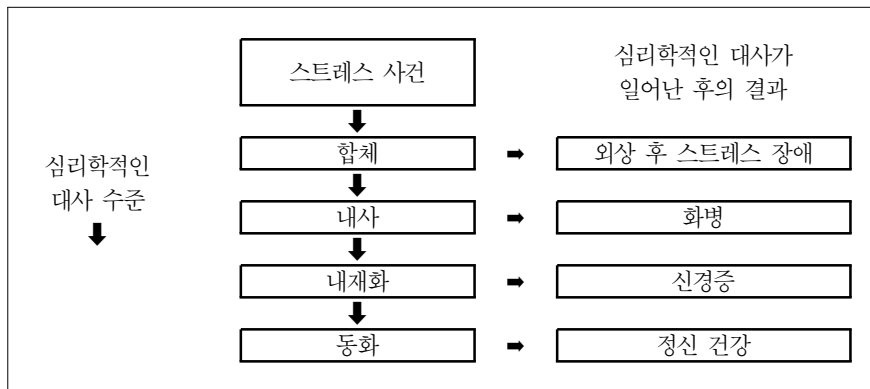 스트레스 사건
심리학적인 대사가
일어난 후의 결과
합체
외상 후 스트레스 장애
심리학적인
대사 수준
내사
화병
내재화
신경증
동화
정신 건강